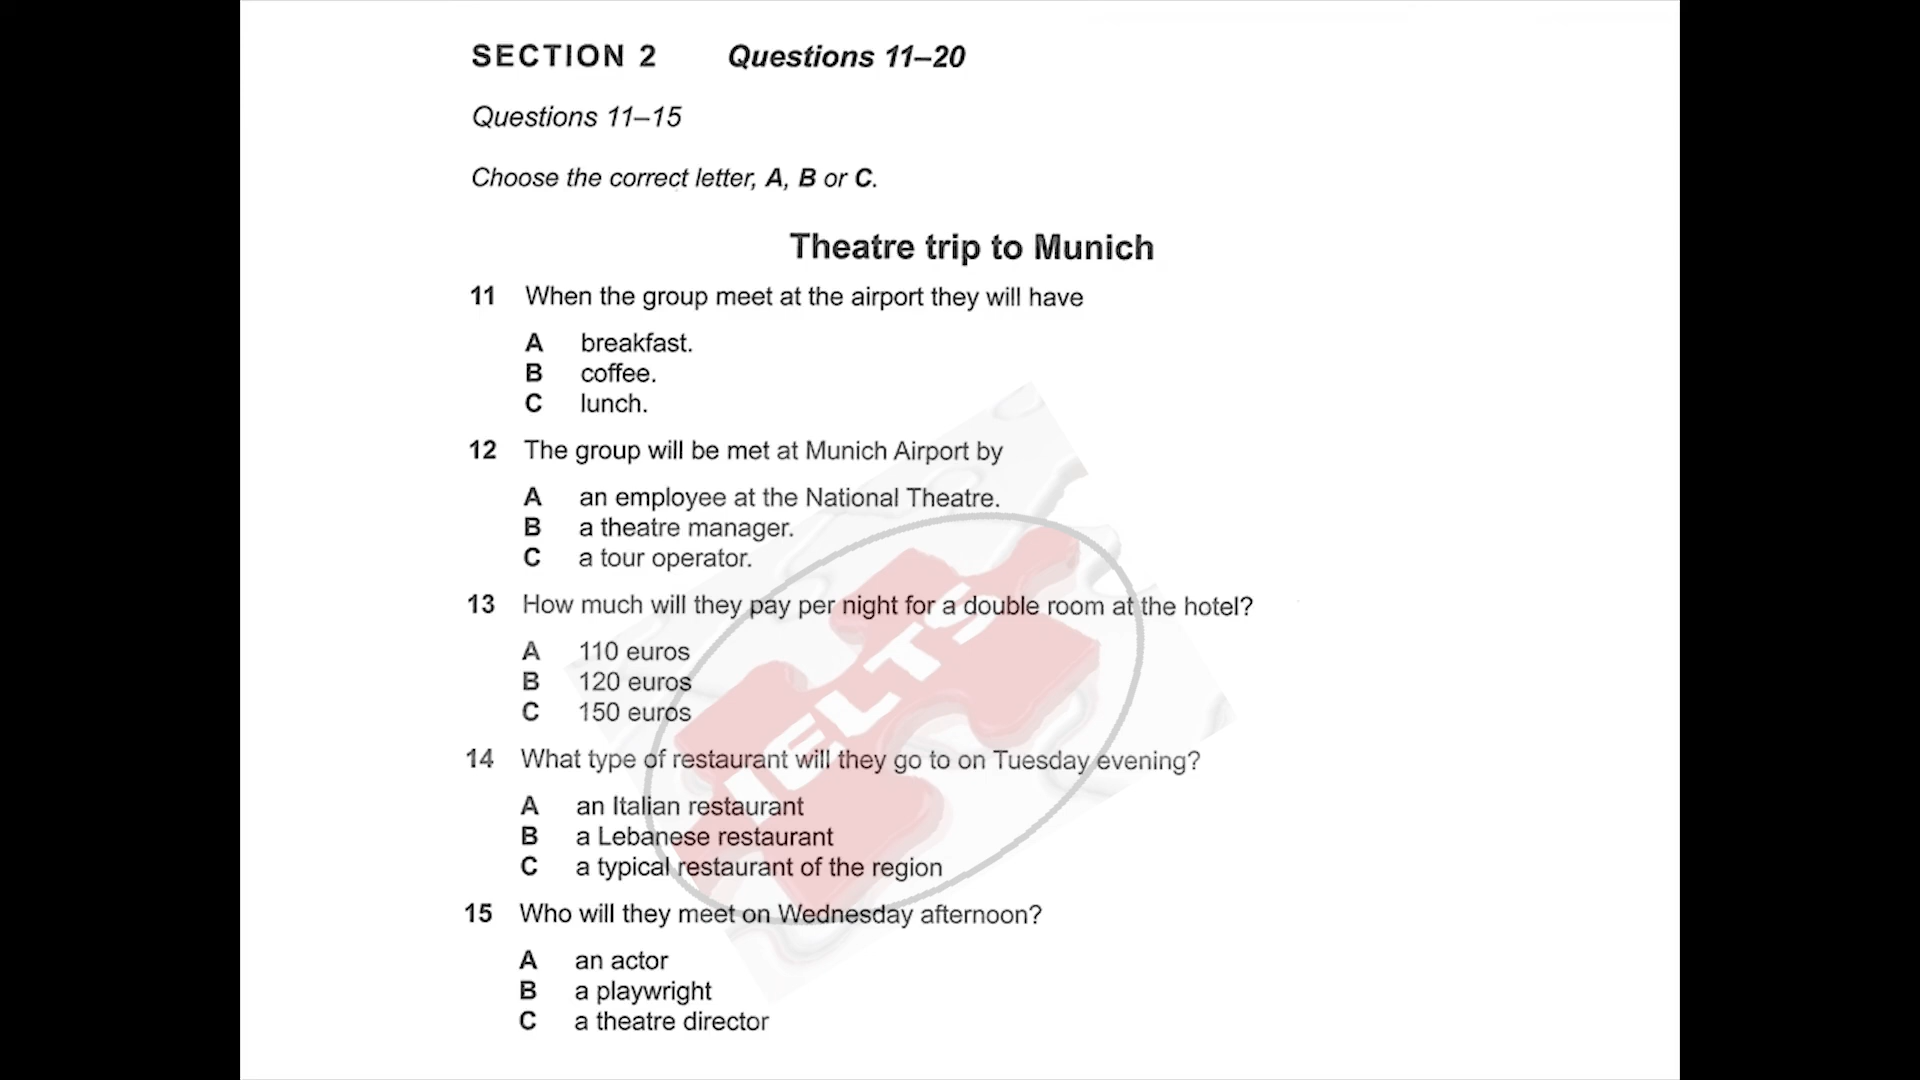 SECTION 2 Questions 11–20
Questions 11–15
Choose the correct letter, A, B or C.
Theatre trip to Munich
11 When the group meet at the airport they will have
A breakfast.
B coffee.
C lunch.
12 The group will be met at Munich Airport by
A an employee at the National Theatre.
B a theatre manager.
C a tour operator.
13 How much will they pay per night for a double room at the hotel?
A 110 euros
B 120 euros
C 150 euros
14 What type of restaurant will they go to on Tuesday evening?
A an Italian restaurant
B a Lebanese restaurant
C a typical restaurant of the region
15 Who will they meet on Wednesday afternoon?
A an actor
B a playwright
C a theatre director
IELTS